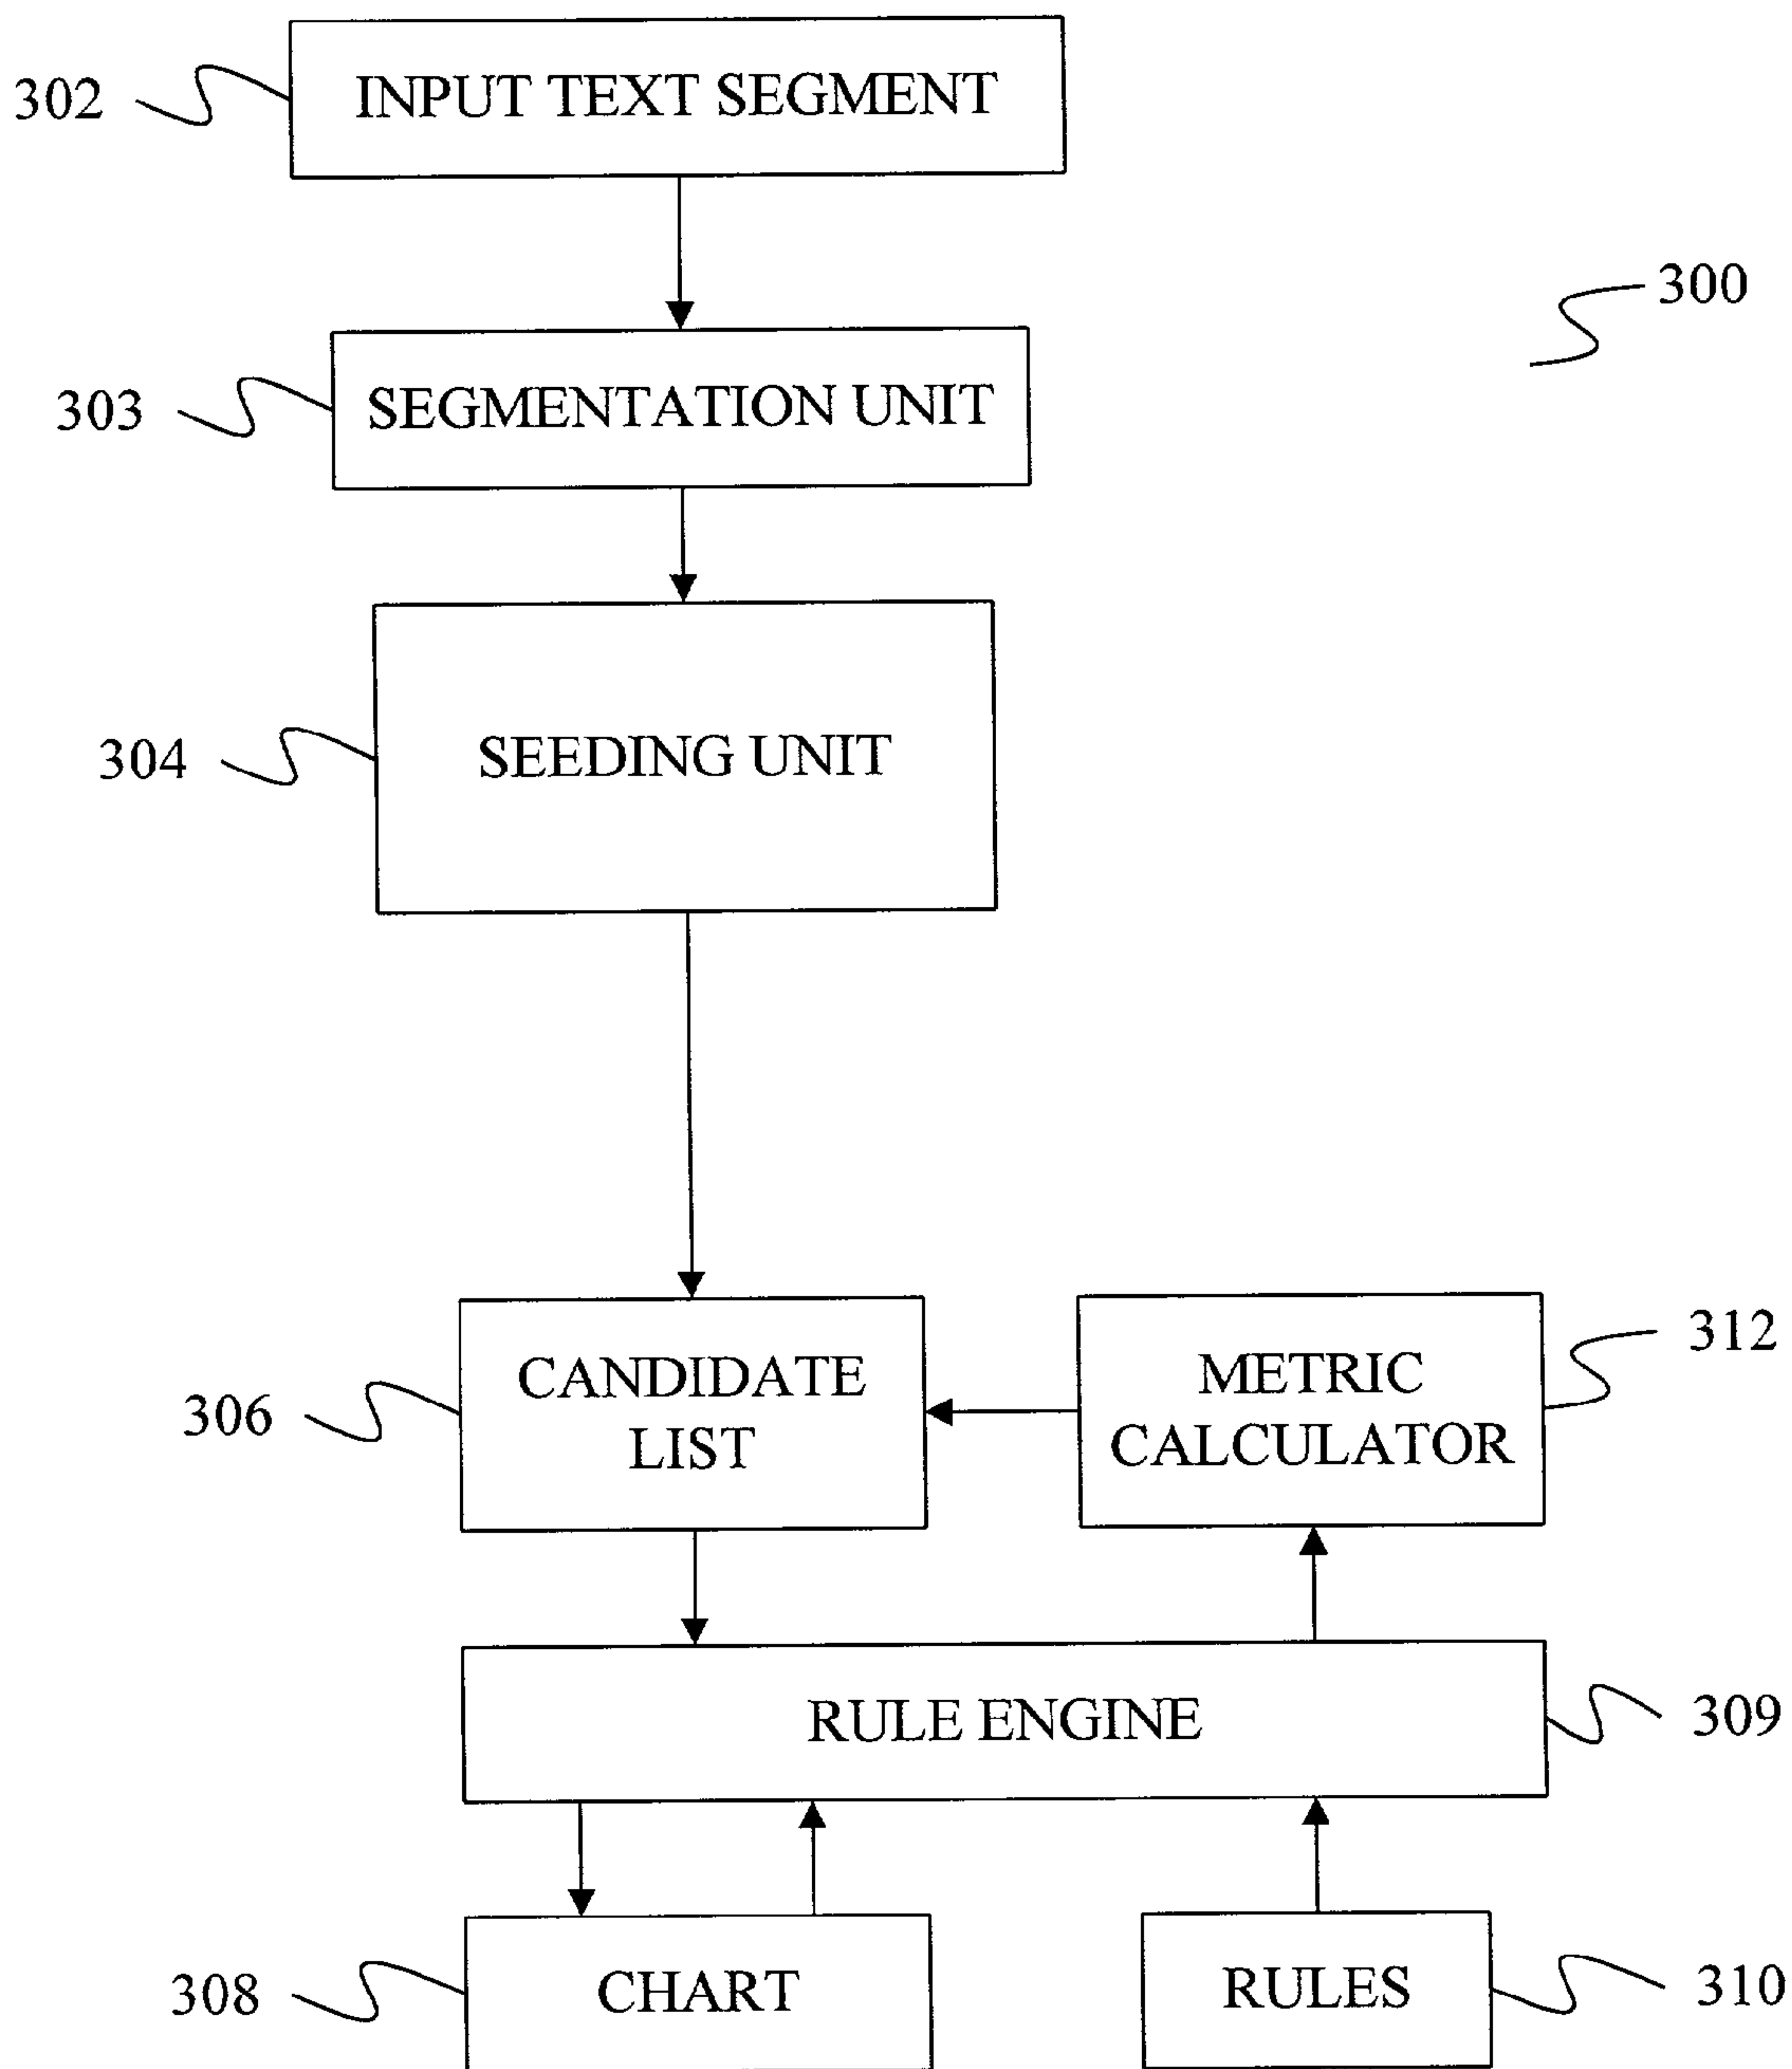 302
INPUT TEXT SEGMENT
300
303
SEGMENTATION UNIT
304
SEEDING UNIT
306
CANDIDATE
LIST
METRIC
CALCULATOR
312
RULE ENGINE
309
308
CHART
RULES
310